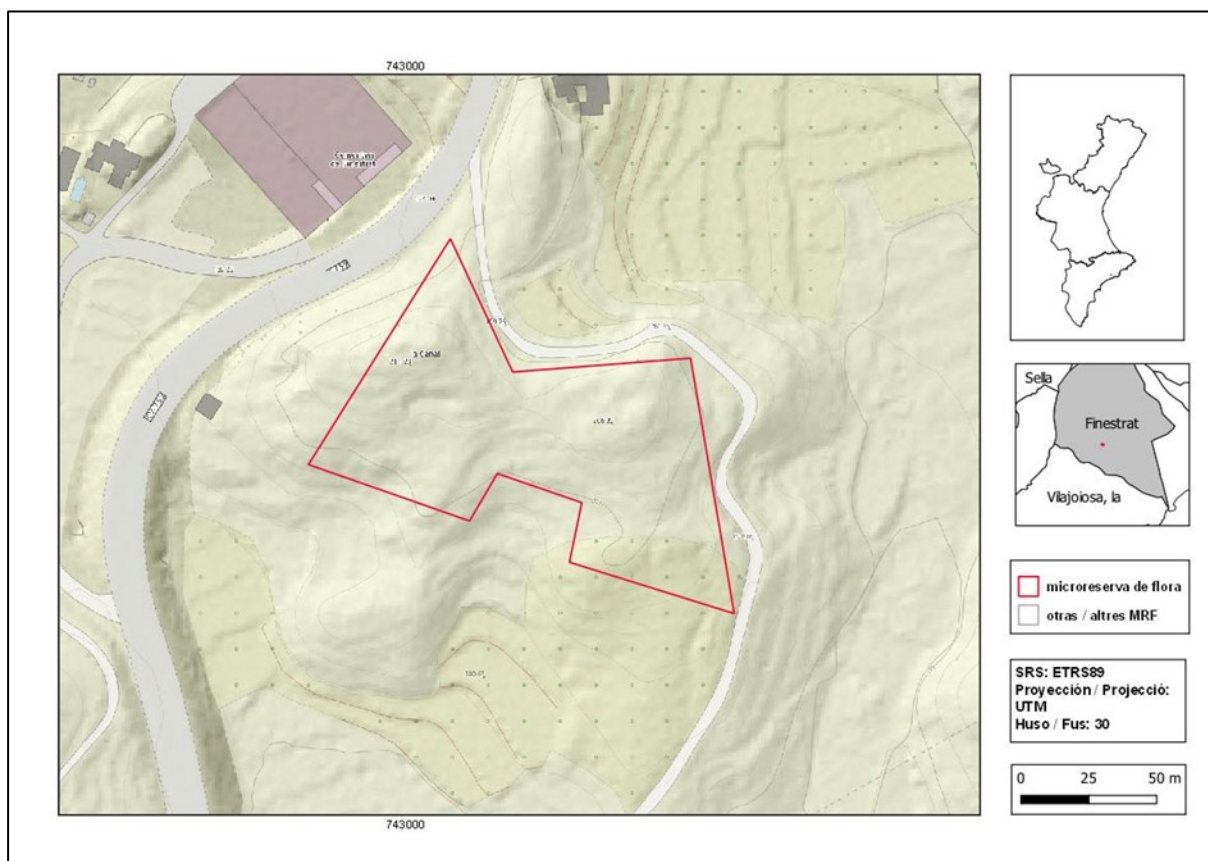 743000
Sella
Finestrat
Vilajoiosa, la
microreserva de flora
otras / altres MRF
SRS: ETRS89
Proyección / Projecció:
UTM
Huso / Fus: 30
0 25 50 m
743000